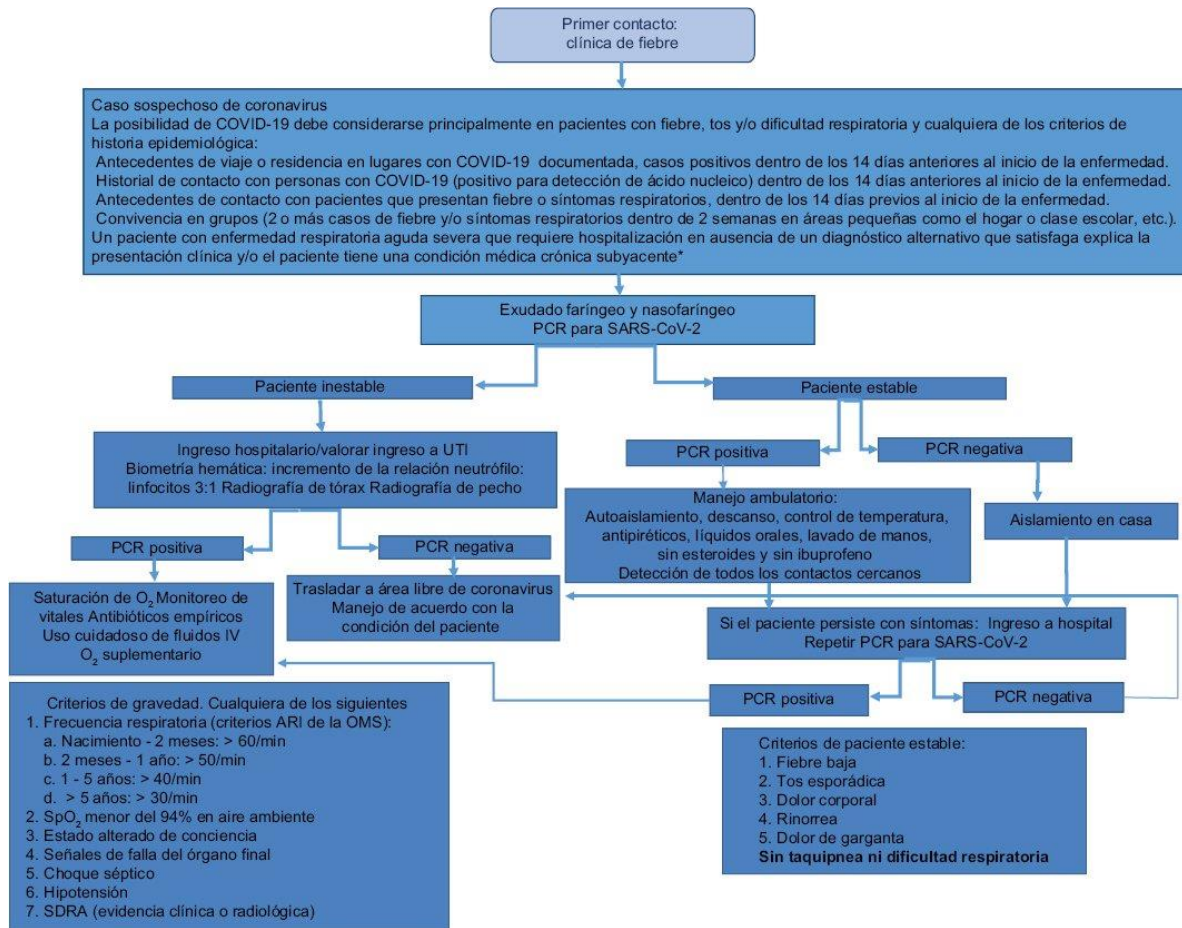 Primer contacto:
clínica de fiebre
Caso sospechoso de coronavirus
La posibilidad de COVID-19 debe considerarse principalmente en pacientes con fiebre, tos y/o dificultad respiratoria y cualquiera de los criterios de
historia epidemiológica:
Antecedentes de viaje o residencia en lugares con COVID-19 documentada, casos positivos dentro de los 14 días anteriores al inicio de la enfermedad.
Historial de contacto con personas con COVID-19 (positivo para detección de ácido nucleico) dentro de los 14 días anteriores al inicio de la enfermedad.
Antecedentes de contacto con pacientes que presentan fiebre o síntomas respiratorios, dentro de los 14 días previos al inicio de la enfermedad.
Convivencia en grupos (2 o más casos de fiebre y/o síntomas respiratorios dentro de 2 semanas en áreas pequeñas como el hogar o clase escolar, etc.).
Un paciente con enfermedad respiratoria aguda severa que requiere hospitalización en ausencia de un diagnóstico alternativo que satisfaga explica la
presentación clínica y/o el paciente tiene una condición médica crónica subyacente*
Exudado faríngeo y nasofaríngeo
PCR para SARS-CoV-2
Paciente inestable
Paciente estable
Ingreso hospitalario/valorar ingreso a UTI
Biometría hemática: incremento de la relación neutrófilo:
linfocitos 3:1 Radiografía de tórax Radiografía de pecho
PCR positiva
PCR negativa
Manejo ambulatorio:
Autoaislamiento, descanso, control de temperatura,
antipiréticos, líquidos orales, lavado de manos,
sin esteroides y sin ibuprofeno
Detección de todos los contactos cercanos
Aislamiento en casa
PCR positiva
PCR negativa
Saturación de O₂ Monitoreo de
vitales Antibióticos empíricos
Uso cuidadoso de fluidos IV
O₂ suplementario
Trasladar a área libre de coronavirus
Manejo de acuerdo con la
condición del paciente
Si el paciente persiste con síntomas: Ingreso a hospital
Repetir PCR para SARS-CoV-2
PCR positiva
PCR negativa
Criterios de gravedad. Cualquiera de los siguientes
1. Frecuencia respiratoria (criterios ARI de la OMS):
a. Nacimiento - 2 meses: > 60/min
b. 2 meses - 1 año: > 50/min
c. 1 - 5 años: > 40/min
d. > 5 años: > 30/min
2. SpO₂ menor del 94% en aire ambiente
3. Estado alterado de conciencia
4. Señales de falla del órgano final
5. Choque séptico
6. Hipotensión
7. SDRA (evidencia clínica o radiológica)
Criterios de paciente estable:
1. Fiebre baja
2. Tos esporádica
3. Dolor corporal
4. Rinorrea
5. Dolor de garganta
Sin taquipnea ni dificultad respiratoria